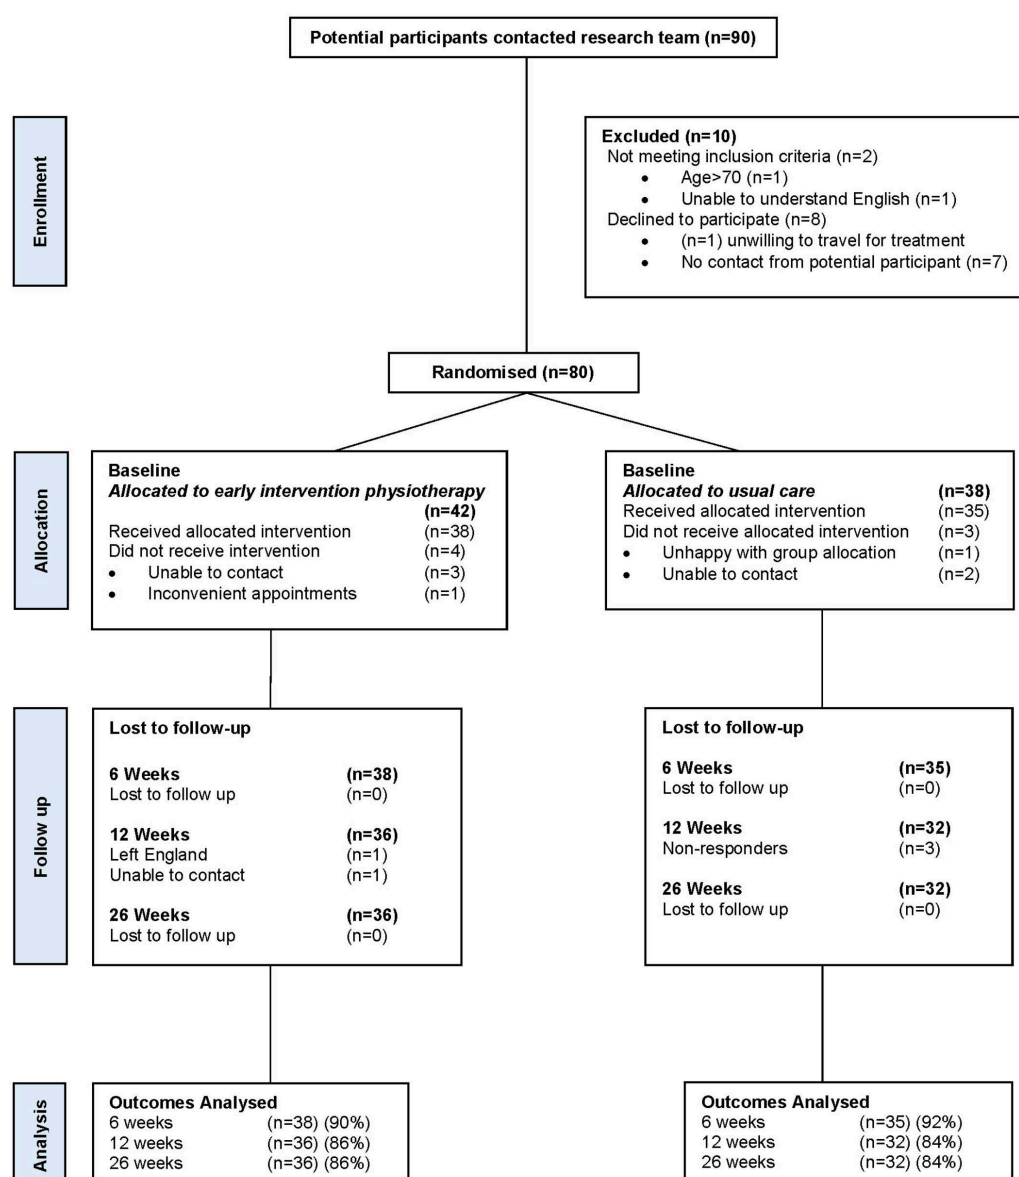 Potential participants contacted research team (n=90)
Enrollment
Excluded (n=10)
Not meeting inclusion criteria (n=2)
• Age>70 (n=1)
• Unable to understand English (n=1)
Declined to participate (n=8)
• (n=1) unwilling to travel for treatment
• No contact from potential participant (n=7)
Randomised (n=80)
Allocation
Baseline
Allocated to early intervention physiotherapy
(n=42)
Received allocated intervention (n=38)
Did not receive intervention (n=4)
• Unable to contact (n=3)
• Inconvenient appointments (n=1)
Baseline
Allocated to usual care (n=38)
Received allocated intervention (n=35)
Did not receive allocated intervention (n=3)
• Unhappy with group allocation (n=1)
• Unable to contact (n=2)
Follow up
Lost to follow-up
6 Weeks (n=38)
Lost to follow up (n=0)
12 Weeks (n=36)
Left England (n=1)
Unable to contact (n=1)
26 Weeks (n=36)
Lost to follow up (n=0)
Lost to follow-up
6 Weeks (n=35)
Lost to follow up (n=0)
12 Weeks (n=32)
Non-responders (n=3)
26 Weeks (n=32)
Lost to follow up (n=0)
Analysis
Outcomes Analysed
6 weeks (n=38) (90%)
12 weeks (n=36) (86%)
26 weeks (n=36) (86%)
Outcomes Analysed
6 weeks (n=35) (92%)
12 weeks (n=32) (84%)
26 weeks (n=32) (84%)